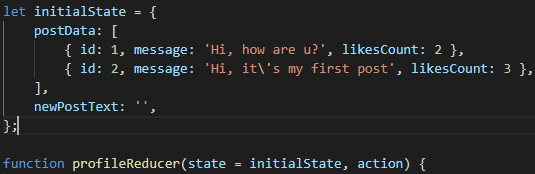 let initialState = {
    postData: [
        { id: 1, message: 'Hi, how are u?', likesCount: 2 },
        { id: 2, message: 'Hi, it\'s my first post', likesCount: 3 },
    ],
    newPostText: '',
};
function profileReducer(state = initialState, action) {